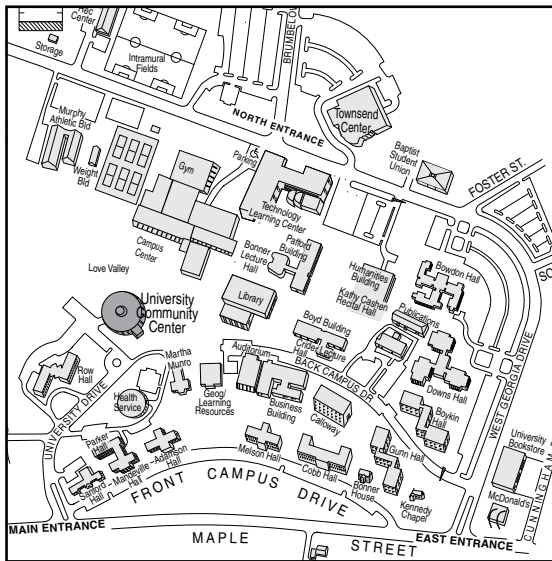 Rec
Center
Storage
Intramural
Fields
BRUMBELO
Townsend
Center
NORTH ENTRANCE
Murphy
Athletic Bld
Weight
Bld
Gym
Parking
Baptist
Student
Union
FOSTER ST.
Technology
Learning Center
Campus
Center
Bonner
Lecture
Hall
Pafford
Building
Love Valley
Humanities
Building
Kathy Cashen
Recital Hall
Bowdon Hall
SC
University
Community
Center
Library
Publications
Boyd Building
Crider Lecture
Hall
Martha
Munro
Auditorium
BACK CAMPUS DR
Row
Hall
Health
Service
Geog/
Learning
Resources
Business
Building
Calloway
Downs Hall
WEST GEORGIA DRIVE
UNIVERSITY DRIVE
Boykin
Hall
Parker
Hall
Adamson
Hall
Mandeville
Hall
Sanford
Hall
Melson Hall
Cobb Hall
Gunn Hall
University
Bookstore
Bonner
House
Kennedy
Chapel
McDonald's
CUNNINGHAM
FRONT CAMPUS DRIVE
MAIN ENTRANCE
EAST ENTRANCE
MAPLE STREET